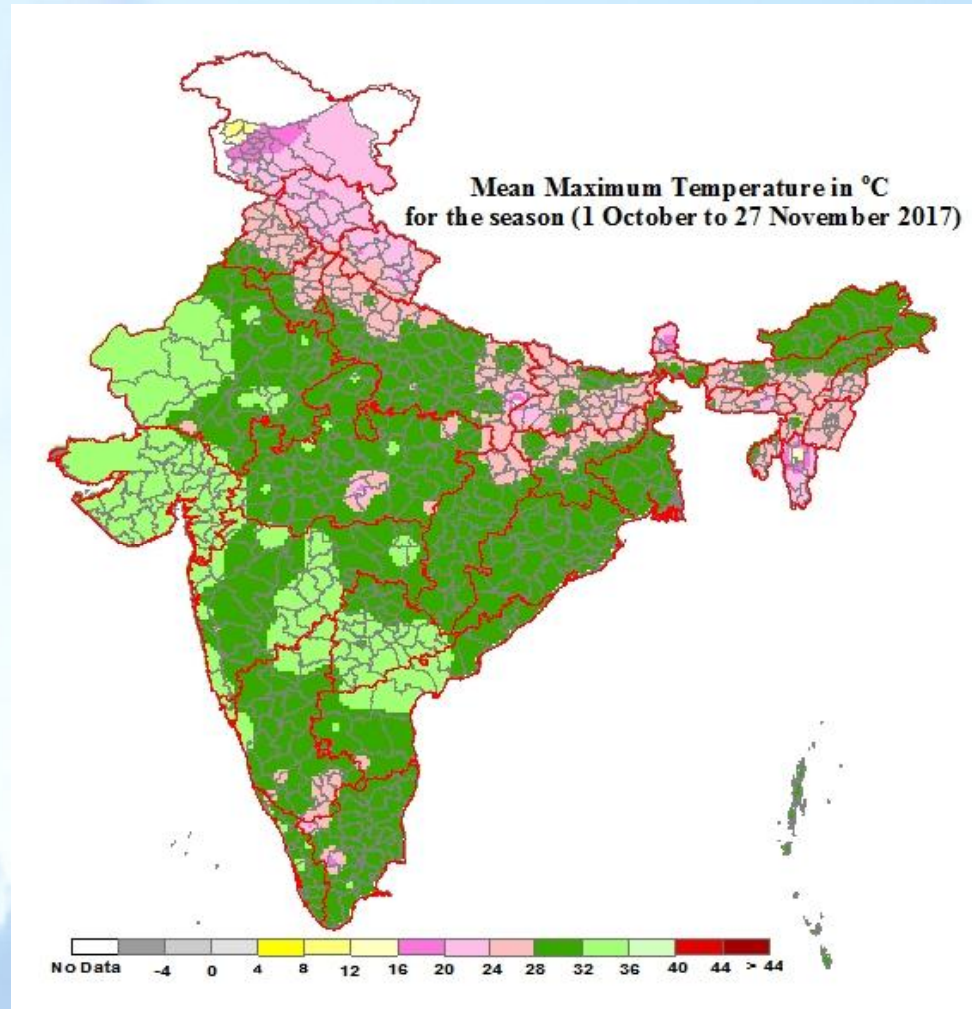 Mean Maximum Temperature in °C
for the season (1 October to 27 November 2017)
No Data -4 0 4 8 12 16 20 24 28 32 36 40 44 > 44